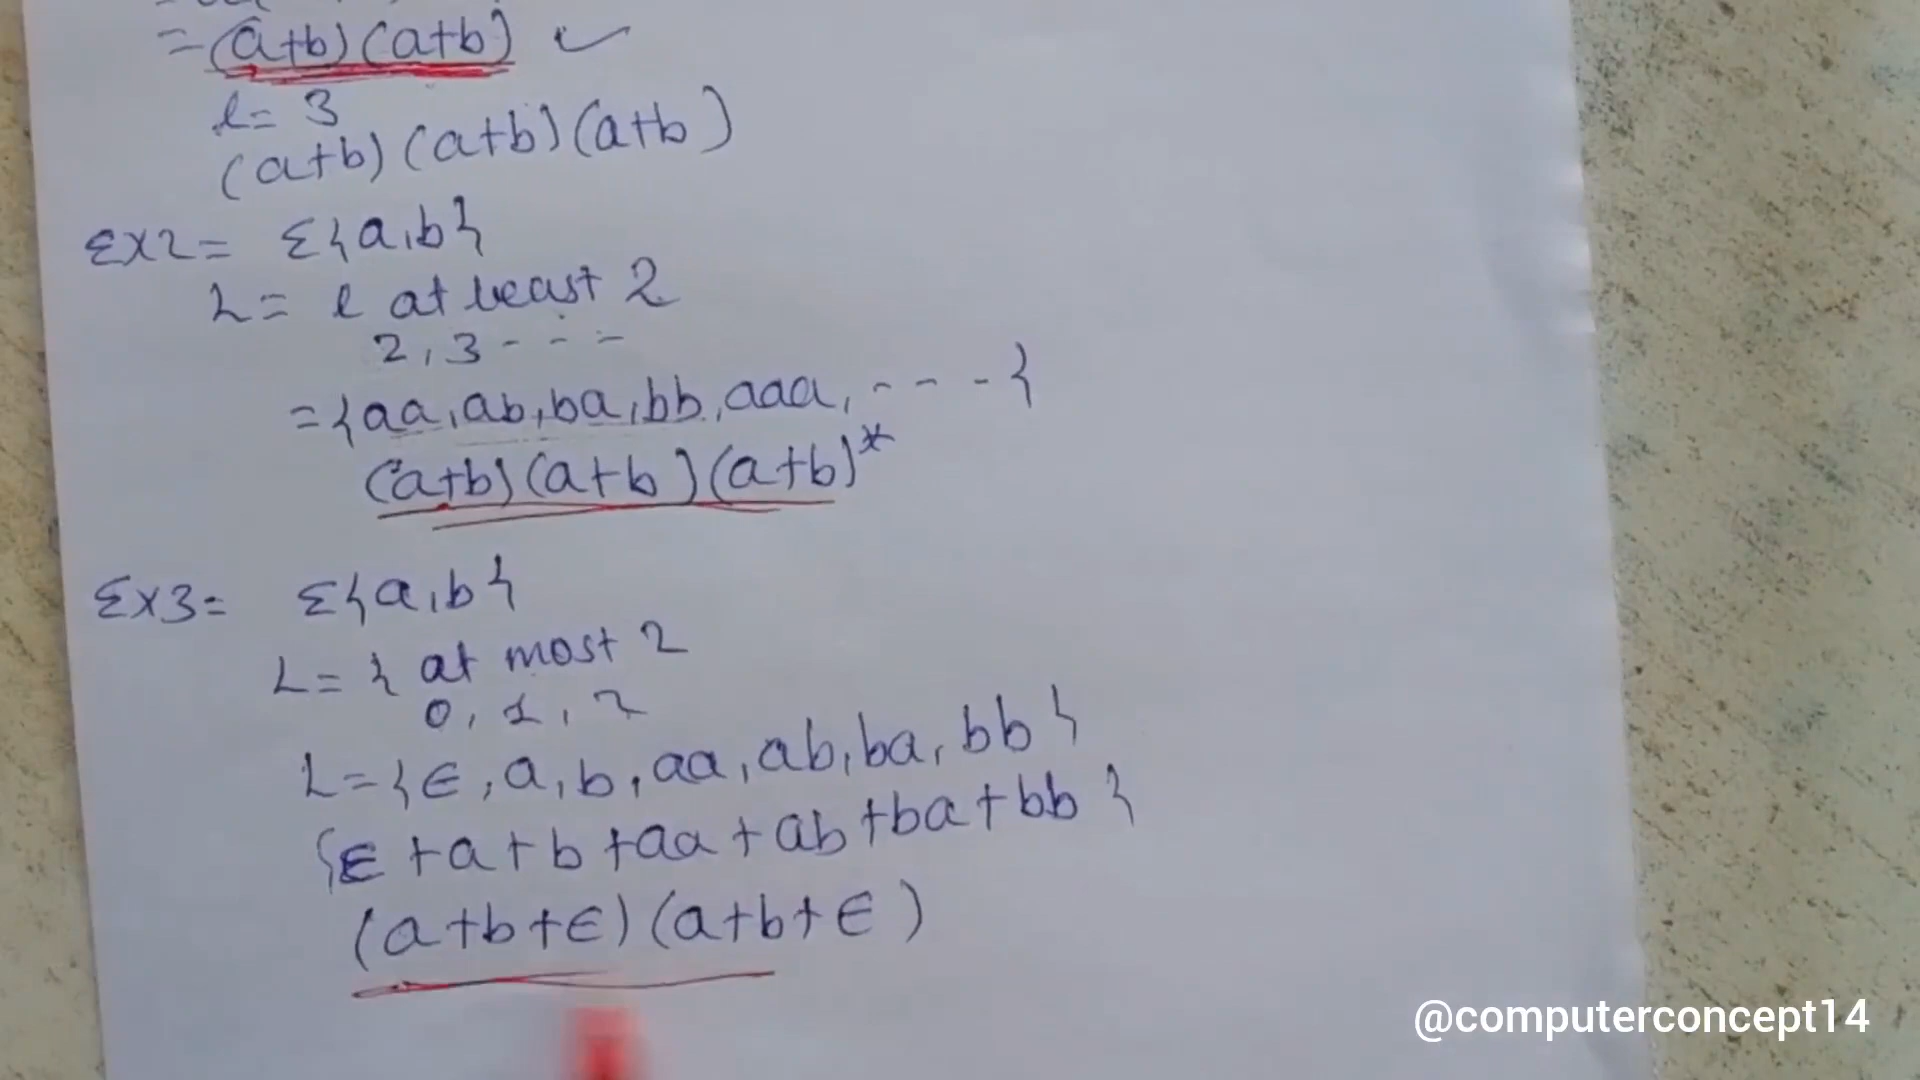 = (a+b)(a+b)
l = 3
(a+b)(a+b)(a+b)
Ex2 = Σ{a,b}
L = l at least 2
2, 3 - - -
= {aa, ab, ba, bb, aaa, - - - }
(a+b)(a+b)(a+b)*
Ex3 = Σ{a,b}
L = { at most 2
0, 1, 2
L = {ε, a, b, aa, ab, ba, bb}
{ε + a + b + aa + ab + ba + bb}
(a+b+ε)(a+b+ε)
@computerconcept14